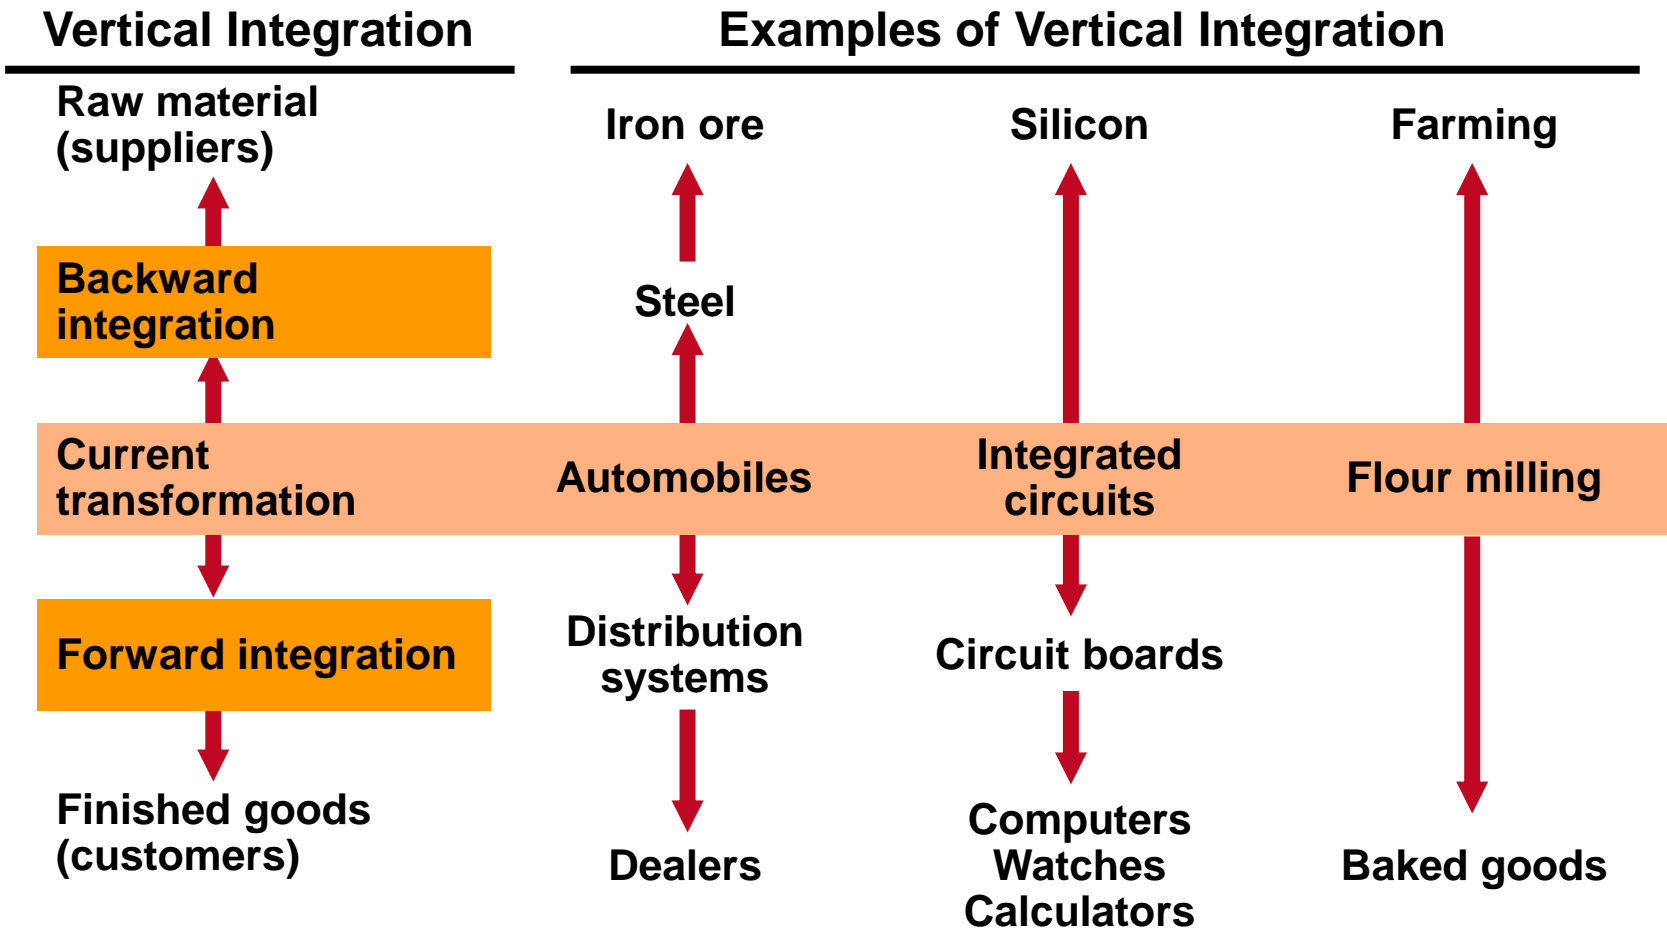 Vertical Integration
Examples of Vertical Integration
Raw material
(suppliers)
Iron ore
Silicon
Farming
Backward
integration
Steel
Current
transformation
Automobiles
Integrated
circuits
Flour milling
Forward integration
Distribution
systems
Circuit boards
Finished goods
(customers)
Dealers
Computers
Watches
Calculators
Baked goods